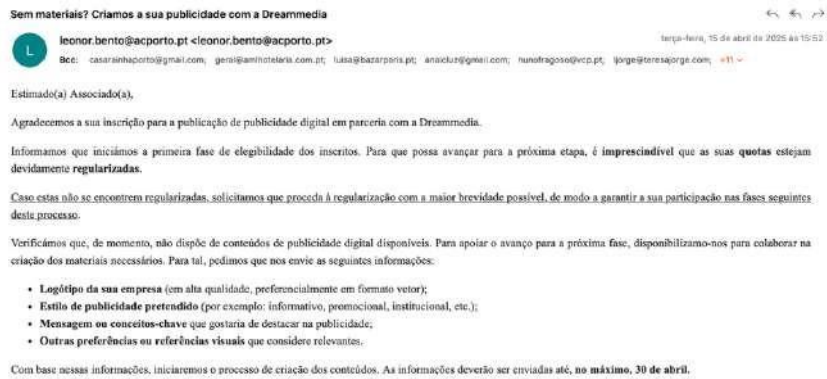 Sem materiais? Criamos a sua publicidade com a Dreammedia
L
leonor.bento@acporto.pt <leonor.bento@acporto.pt>
terça-feira, 15 de abril de 2025 às 15:52
Bcc: casarainhaporto@gmail.com; geral@amihotelaria.com.pt; luisa@bazarparis.pt; anaicluz@gmail.com; nunofragoso@vcp.pt; ljorge@teresajorge.com; +11
Estimado(a) Associado(a),
Agradecemos a sua inscrição para a publicação de publicidade digital em parceria com a Dreammedia.
Informamos que iniciámos a primeira fase de elegibilidade dos inscritos. Para que possa avançar para a próxima etapa, é imprescindível que as suas quotas estejam
devidamente regularizadas.
Caso estas não se encontrem regularizadas, solicitamos que proceda à regularização com a maior brevidade possível, de modo a garantir a sua participação nas fases seguintes
deste processo.
Verificámos que, de momento, não dispõe de conteúdos de publicidade digital disponíveis. Para apoiar o avanço para a próxima fase, disponibilizamo-nos para colaborar na
criação dos materiais necessários. Para tal, pedimos que nos envie as seguintes informações:
• Logótipo da sua empresa (em alta qualidade, preferencialmente em formato vetor);
• Estilo de publicidade pretendido (por exemplo: informativo, promocional, institucional, etc.);
• Mensagem ou conceitos-chave que gostaria de destacar na publicidade;
• Outras preferências ou referências visuais que considere relevantes.
Com base nessas informações, iniciaremos o processo de criação dos conteúdos. As informações deverão ser enviadas até, no máximo, 30 de abril.